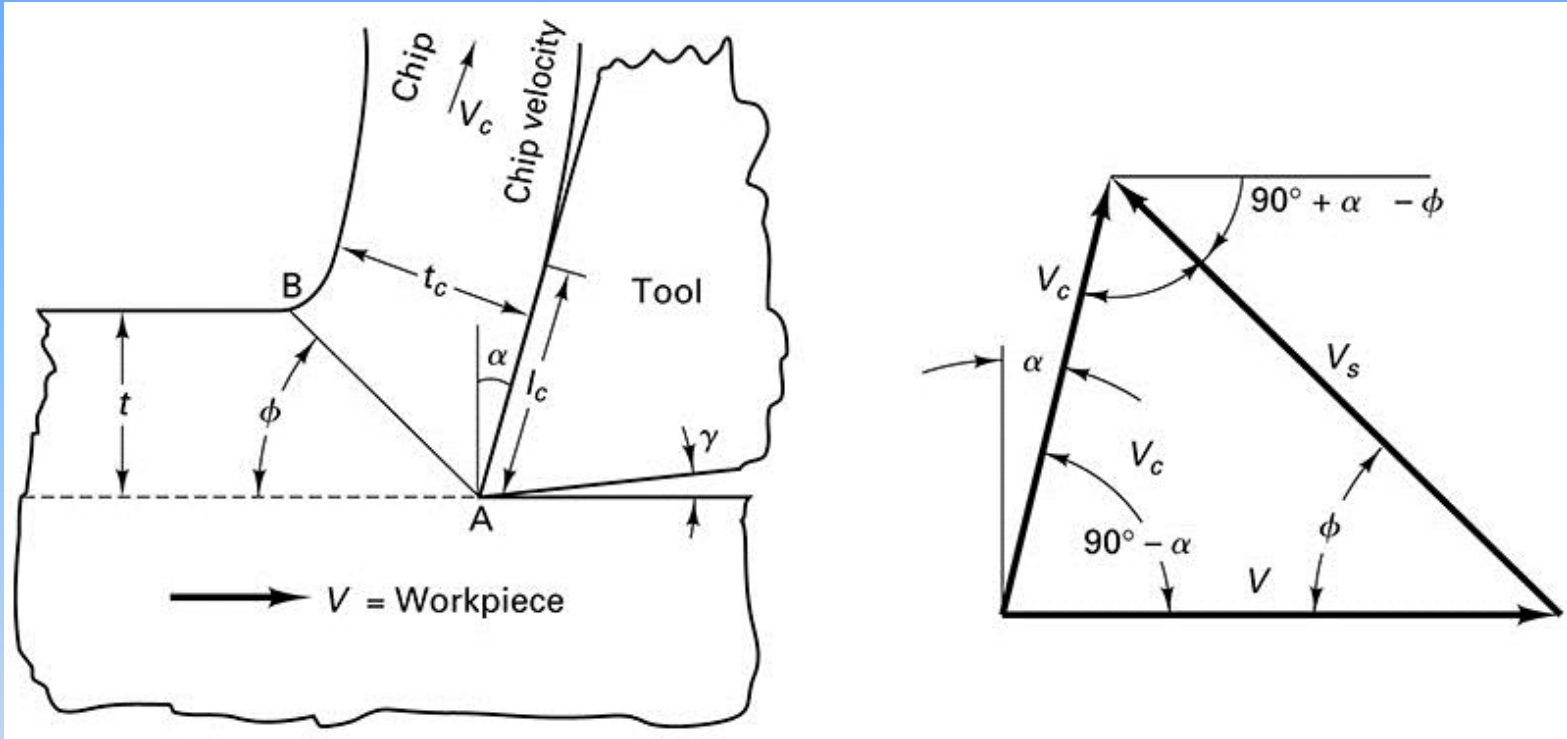 Chip
V_c
Chip velocity
B
t_c
Tool
α
l_c
t
ϕ
γ
A
V = Workpiece
90° + α - ϕ
V_c
V_s
α
V_c
90° - α
ϕ
V